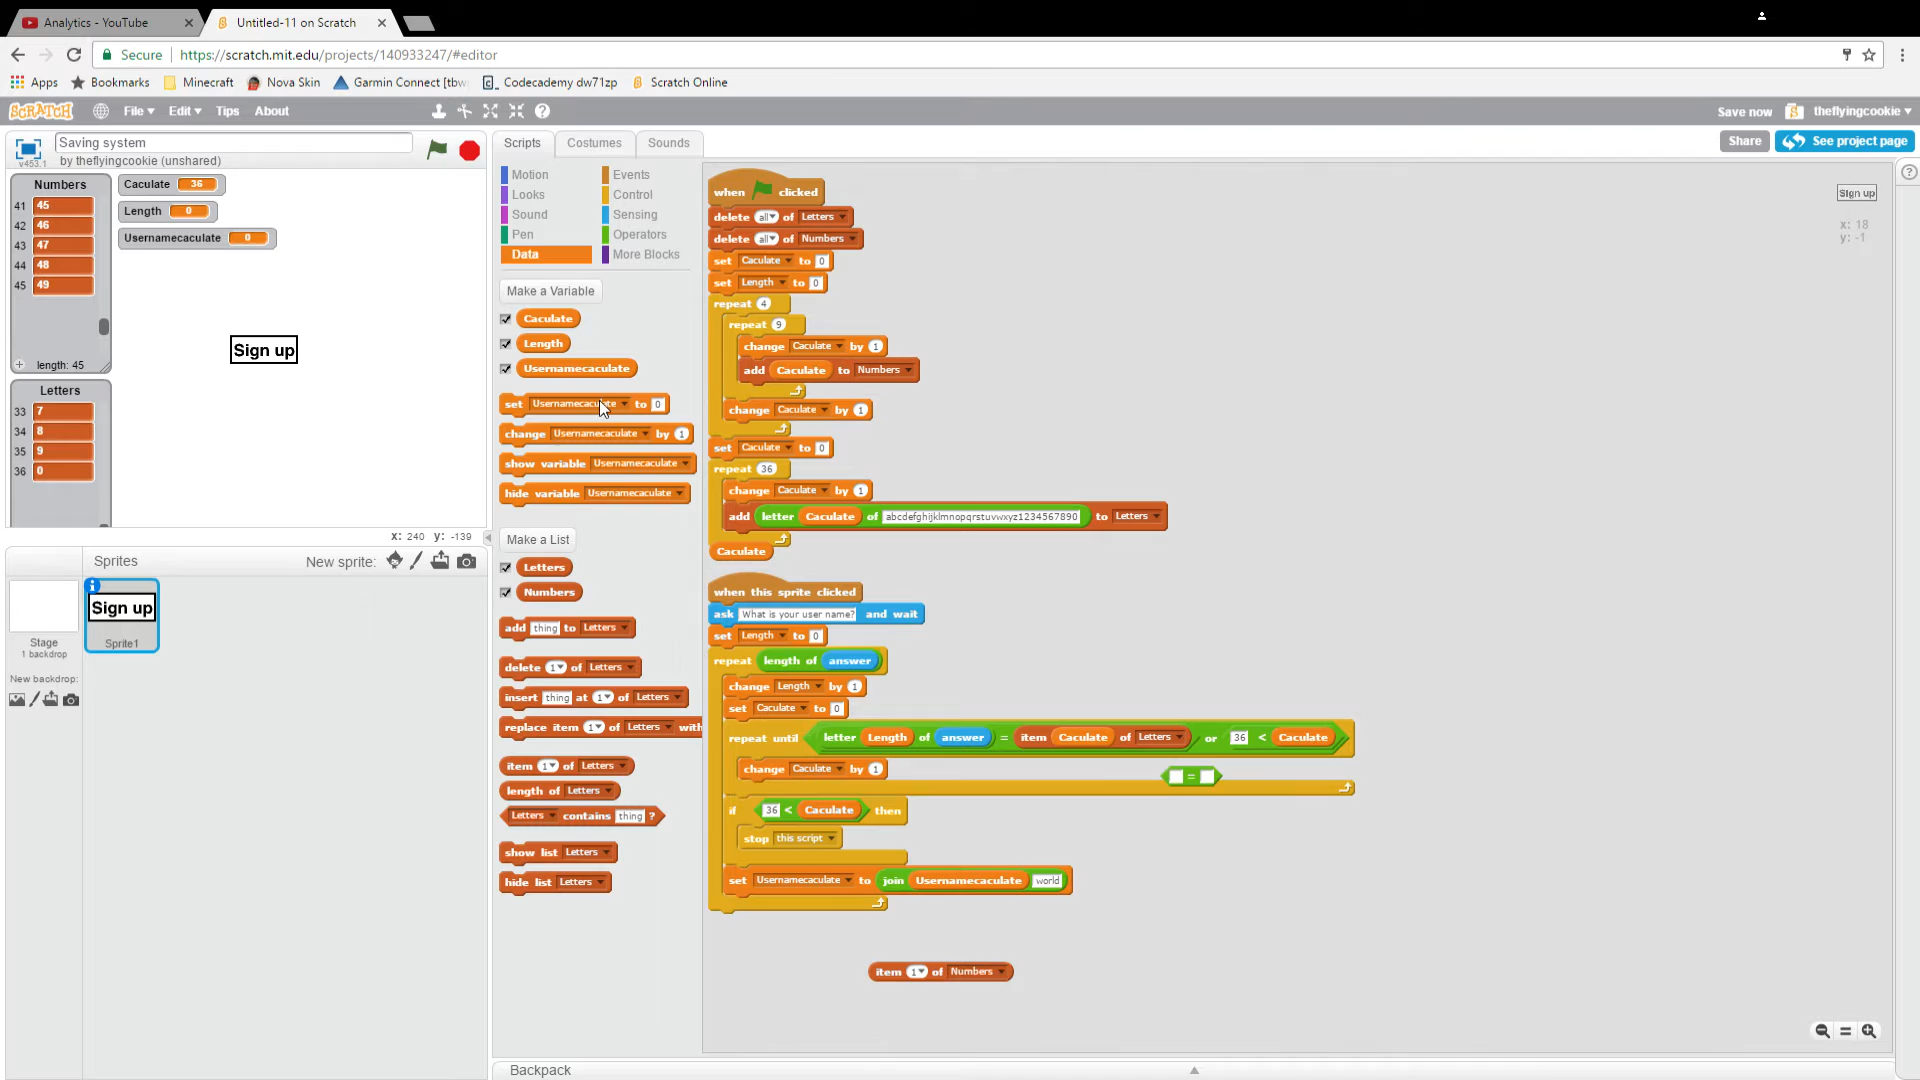 Analytics - YouTube
Untitled-11 on Scratch
Secure
https://scratch.mit.edu/projects/140933247/#editor
Apps
Bookmarks
Minecraft
Nova Skin
Garmin Connect [tbw
Codecademy dw71zp
Scratch Online
SCRATCH
File
Edit
Tips
About
Save now
theflyingcookie
v453.1
Saving system
by theflyingcookie (unshared)
Scripts
Costumes
Sounds
Share
See project page
Numbers
41 45
42 46
43 47
44 48
45 49
length: 45
Caculate 36
Length 0
Usernamecaculate 0
Sign up
Letters
33 7
34 8
35 9
36 0
x: 240 y: -139
Sprites
New sprite:
Stage
1 backdrop
New backdrop:
Sign up
Sprite1
Motion
Looks
Sound
Pen
Data
Events
Control
Sensing
Operators
More Blocks
Make a Variable
Caculate
Length
Usernamecaculate
set Usernamecaculate to 0
change Usernamecaculate by 1
show variable Usernamecaculate
hide variable Usernamecaculate
Make a List
Letters
Numbers
add thing to Letters
delete 1 of Letters
insert thing at 1 of Letters
replace item 1 of Letters with
item 1 of Letters
length of Letters
Letters contains thing ?
show list Letters
hide list Letters
when clicked
delete all of Letters
delete all of Numbers
set Caculate to 0
set Length to 0
repeat 4
repeat 9
change Caculate by 1
add Caculate to Numbers
change Caculate by 1
set Caculate to 0
repeat 36
change Caculate by 1
add letter Caculate of abcdefghijklmnopqrstuvwxyz1234567890 to Letters
Caculate
when this sprite clicked
ask What is your user name? and wait
set Length to 0
repeat length of answer
change Length by 1
set Caculate to 0
repeat until letter Length of answer = item Caculate of Letters or 36 < Caculate
change Caculate by 1
=
if 36 < Caculate then
stop this script
set Usernamecaculate to join Usernamecaculate world
item 1 of Numbers
Sign up
x: 18
y: -1
Backpack